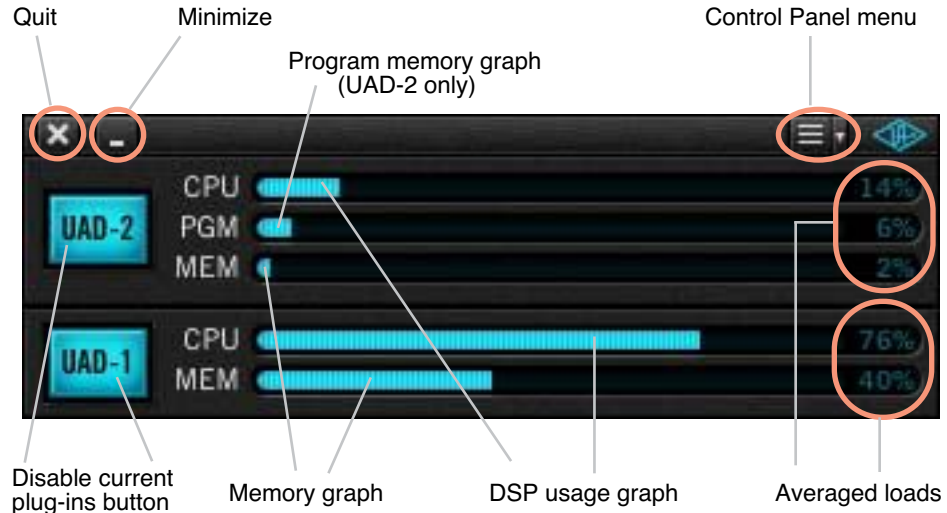 Quit
Minimize
Control Panel menu
Program memory graph
(UAD-2 only)
UAD-2
CPU
14%
PGM
6%
MEM
2%
UAD-1
CPU
76%
MEM
40%
Disable current
plug-ins button
Memory graph
DSP usage graph
Averaged loads